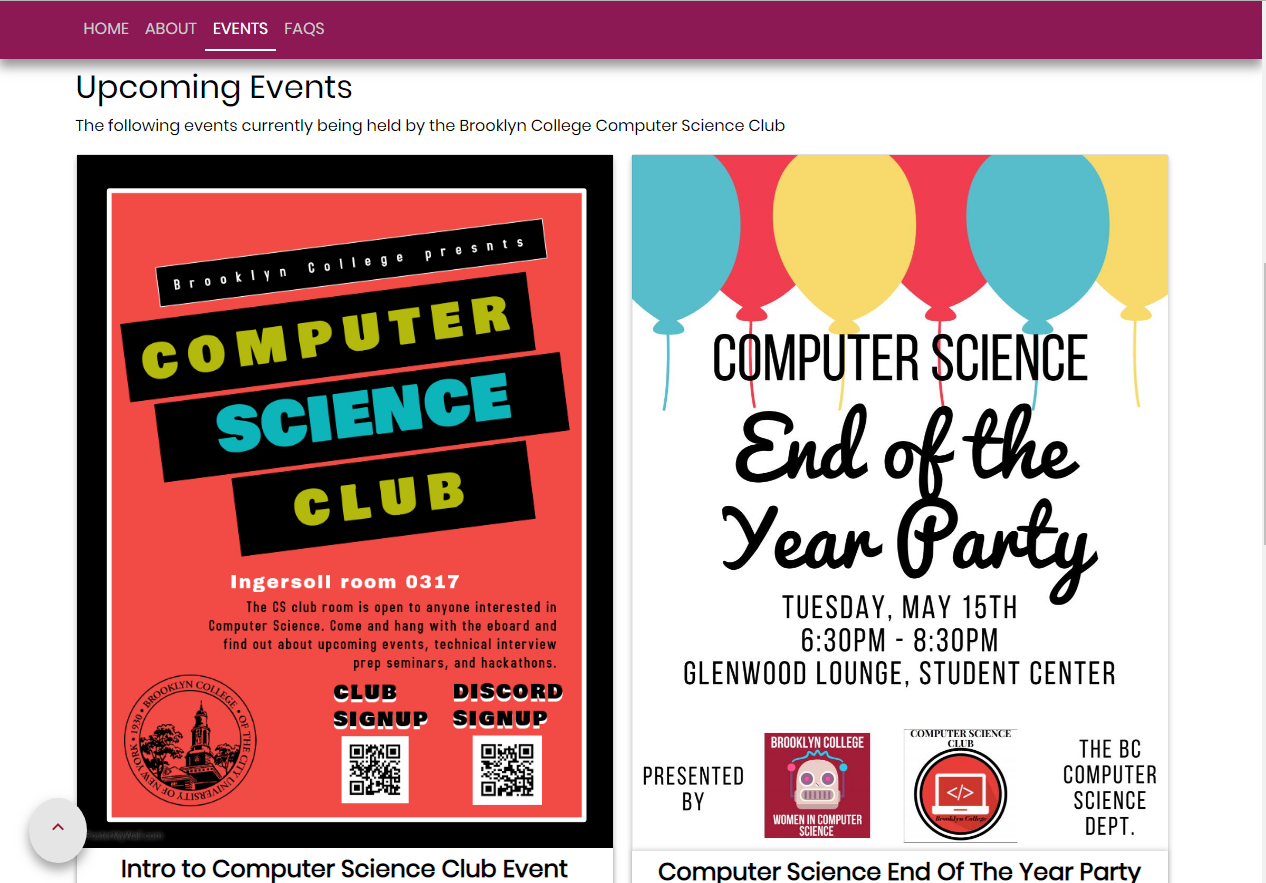 HOME ABOUT EVENTS FAQS
Upcoming Events
The following events currently being held by the Brooklyn College Computer Science Club
Brooklyn College presnts
COMPUTER
SCIENCE
CLUB
Ingersoll room 0317
The CS club room is open to anyone interested in
Computer Science. Come and hang with the eboard and
find out about upcoming events, technical interview
prep seminars, and hackathons.
CLUB
SIGNUP
DISCORD
SIGNUP
BROOKLYN COLLEGE • OF THE CITY UNIVERSITY OF NEW YORK • 1930 •
Intro to Computer Science Club Event
COMPUTER SCIENCE
End of the
Year Party
TUESDAY, MAY 15TH
6:30PM - 8:30PM
GLENWOOD LOUNGE, STUDENT CENTER
PRESENTED
BY
BROOKLYN COLLEGE
WOMEN IN COMPUTER
SCIENCE
COMPUTER SCIENCE
CLUB
</>
Brooklyn College
THE BC
COMPUTER
SCIENCE
DEPT.
Computer Science End Of The Year Party